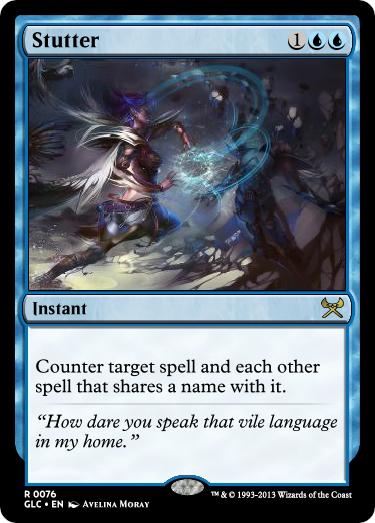 Stutter 1
Instant
Counter target spell and each other
spell that shares a name with it.
“How dare you speak that vile language
in my home.”
R 0076
GLC • EN Avelina Moray
™ & © 1993-2013 Wizards of the Coast